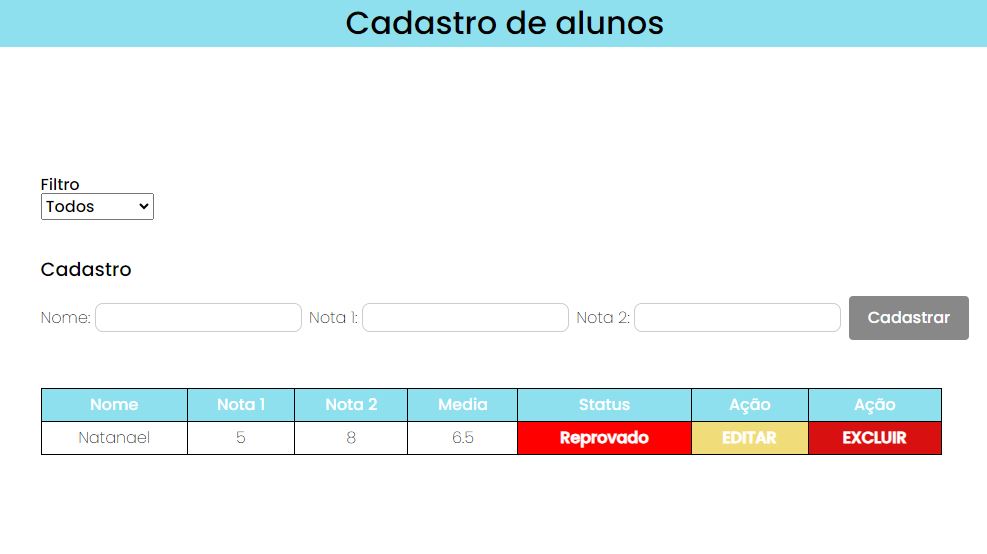 Cadastro de alunos
Filtro
Todos
Cadastro
Nome: Nota 1: Nota 2: Cadastrar
Nome Nota 1 Nota 2 Media Status Ação Ação
Natanael 5 8 6.5 Reprovado EDITAR EXCLUIR